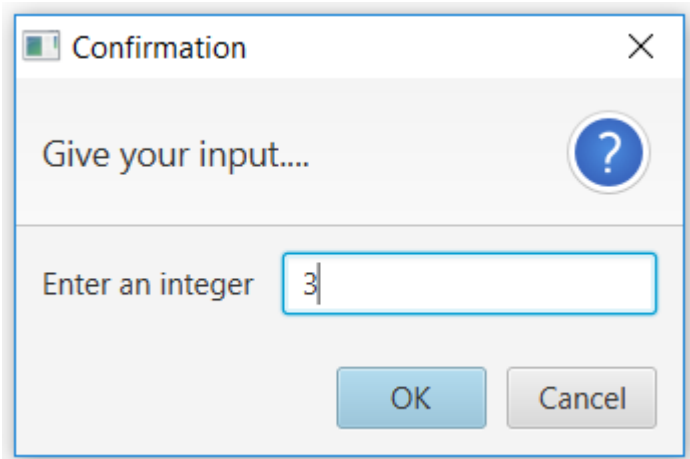 Confirmation
Give your input....
?
Enter an integer 3
OK Cancel